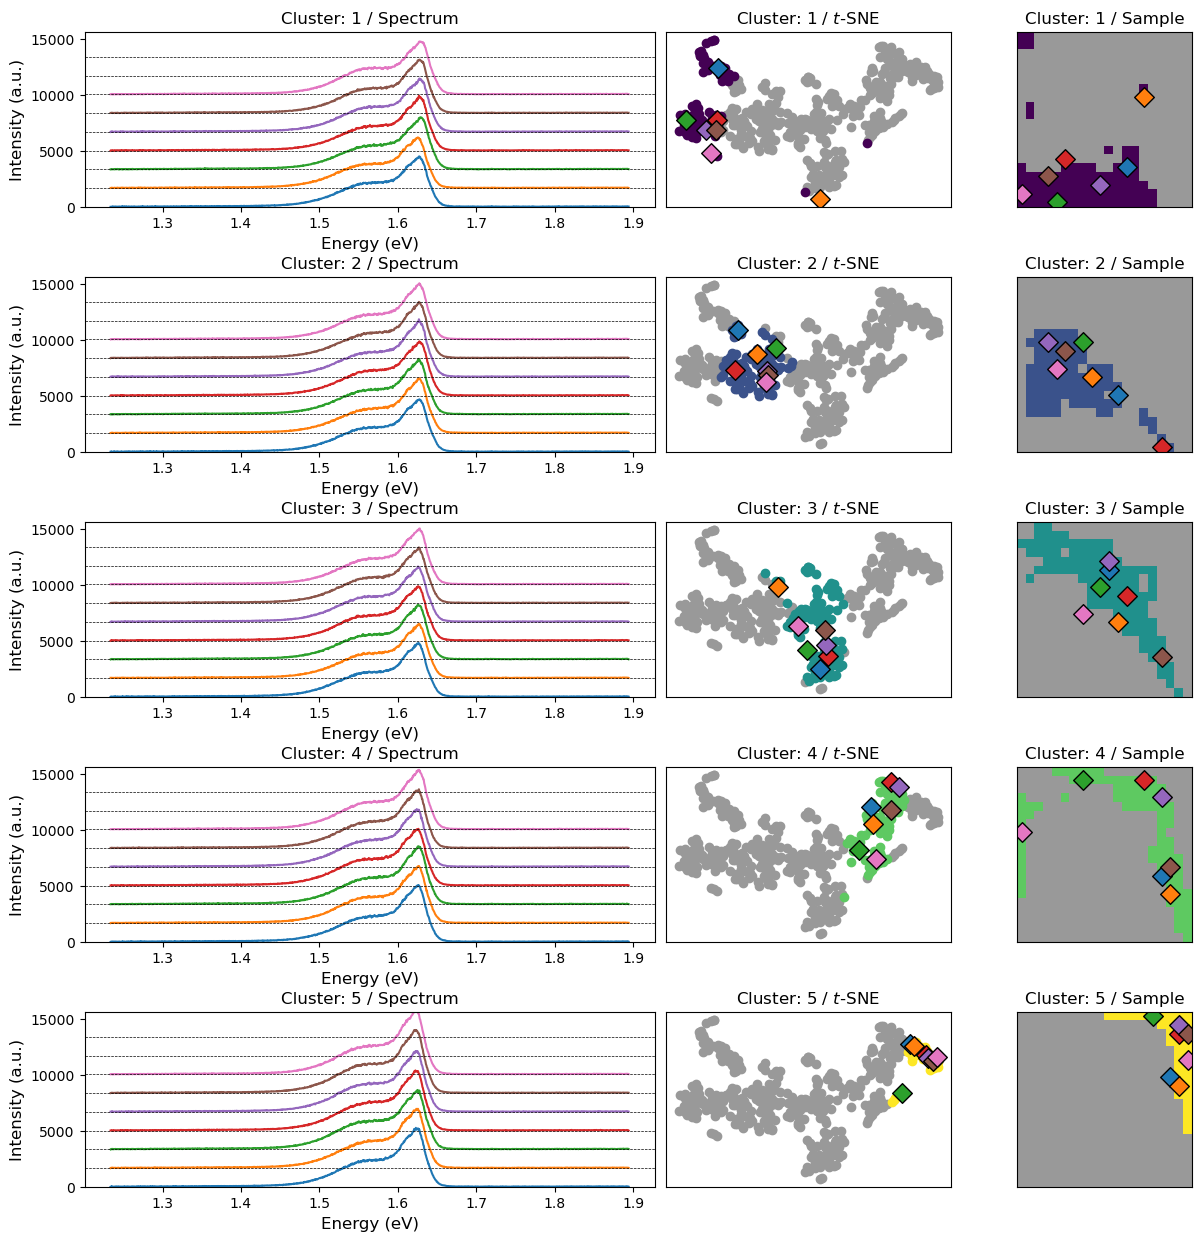 Cluster: 1 / Spectrum
Cluster: 1 / t-SNE
Cluster: 1 / Sample
Intensity (a.u.)
15000
10000
5000
0
1.3 1.4 1.5 1.6 1.7 1.8 1.9
Energy (eV)
Cluster: 2 / Spectrum
Cluster: 2 / t-SNE
Cluster: 2 / Sample
Intensity (a.u.)
15000
10000
5000
0
1.3 1.4 1.5 1.6 1.7 1.8 1.9
Energy (eV)
Cluster: 3 / Spectrum
Cluster: 3 / t-SNE
Cluster: 3 / Sample
Intensity (a.u.)
15000
10000
5000
0
1.3 1.4 1.5 1.6 1.7 1.8 1.9
Energy (eV)
Cluster: 4 / Spectrum
Cluster: 4 / t-SNE
Cluster: 4 / Sample
Intensity (a.u.)
15000
10000
5000
0
1.3 1.4 1.5 1.6 1.7 1.8 1.9
Energy (eV)
Cluster: 5 / Spectrum
Cluster: 5 / t-SNE
Cluster: 5 / Sample
Intensity (a.u.)
15000
10000
5000
0
1.3 1.4 1.5 1.6 1.7 1.8 1.9
Energy (eV)